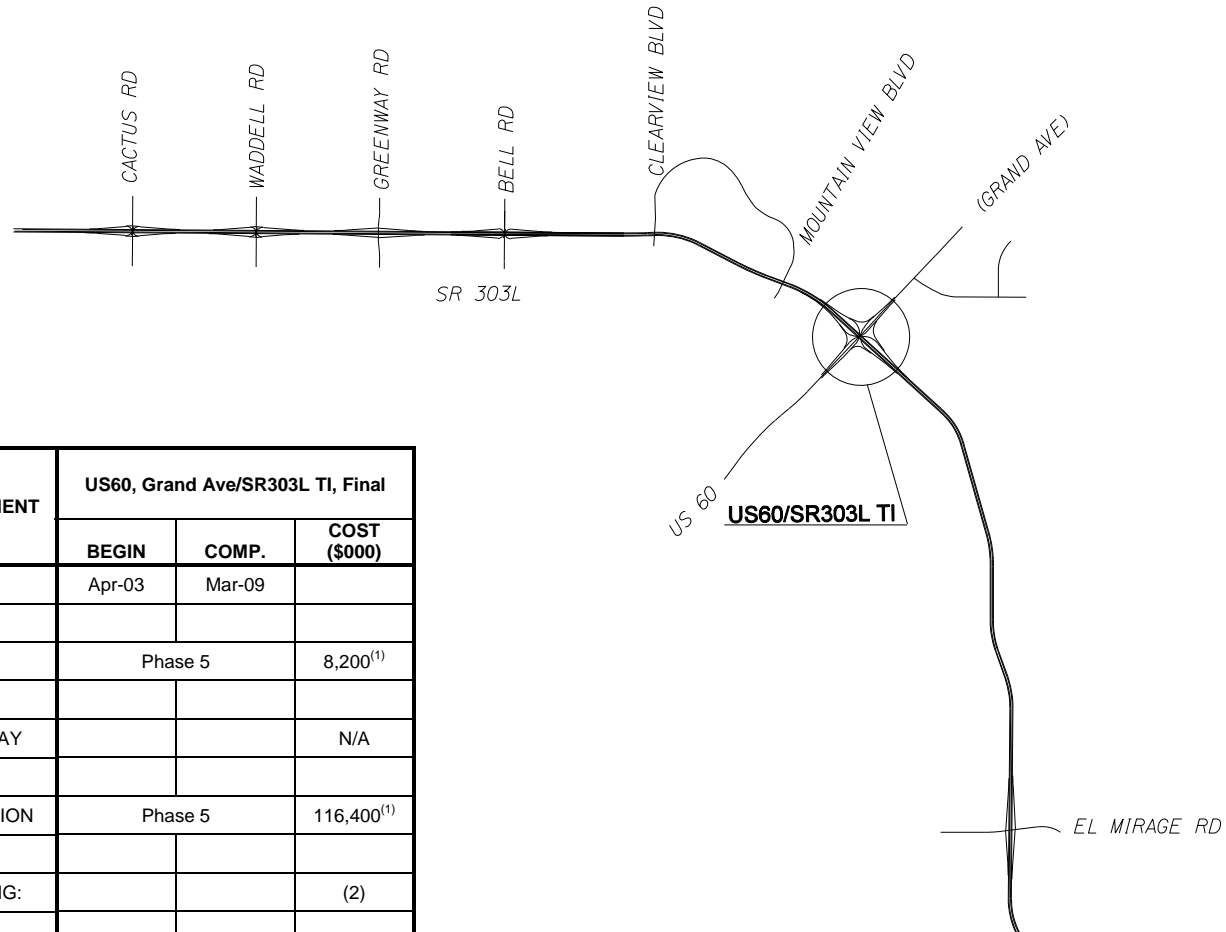 CACTUS RD
WADDELL RD
GREENWAY RD
BELL RD
CLEARVIEW BLVD
MOUNTAIN VIEW BLVD
(GRAND AVE)
SR 303L
US 60
US60/SR303L TI
EL MIRAGE RD
MENT
US60, Grand Ave/SR303L TI, Final
BEGIN COMP. COST ($000)
Apr-03 Mar-09
Phase 5 8,200(1)
AY N/A
ION Phase 5 116,400(1)
G: (2)